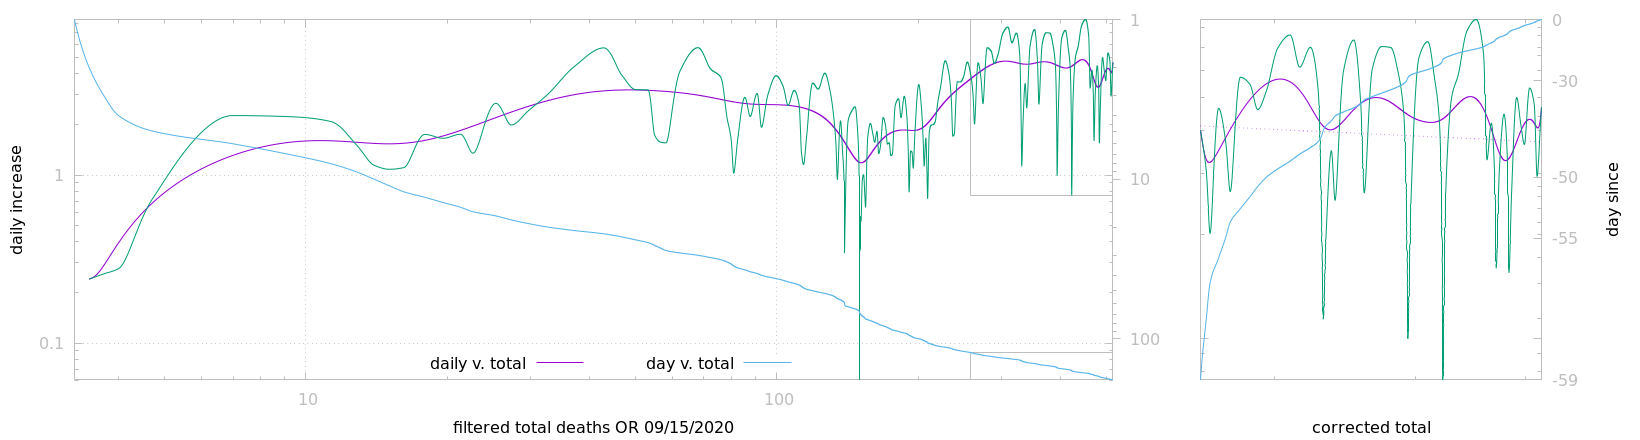 daily increase
1
0.1
10
100
1
10
100
daily v. total
day v. total
filtered total deaths OR 09/15/2020
0
-30
-50
-55
-59
day since
corrected total